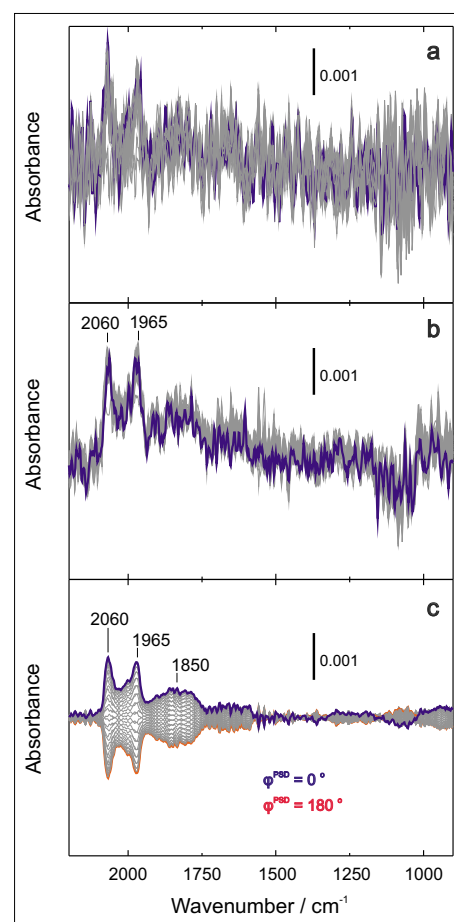 a
0.001
Absorbance
2060 1965
b
0.001
Absorbance
2060
1965
1850
c
0.001
Absorbance
φPSD = 0 °
φPSD = 180 °
2000 1750 1500 1250 1000
Wavenumber / cm-1